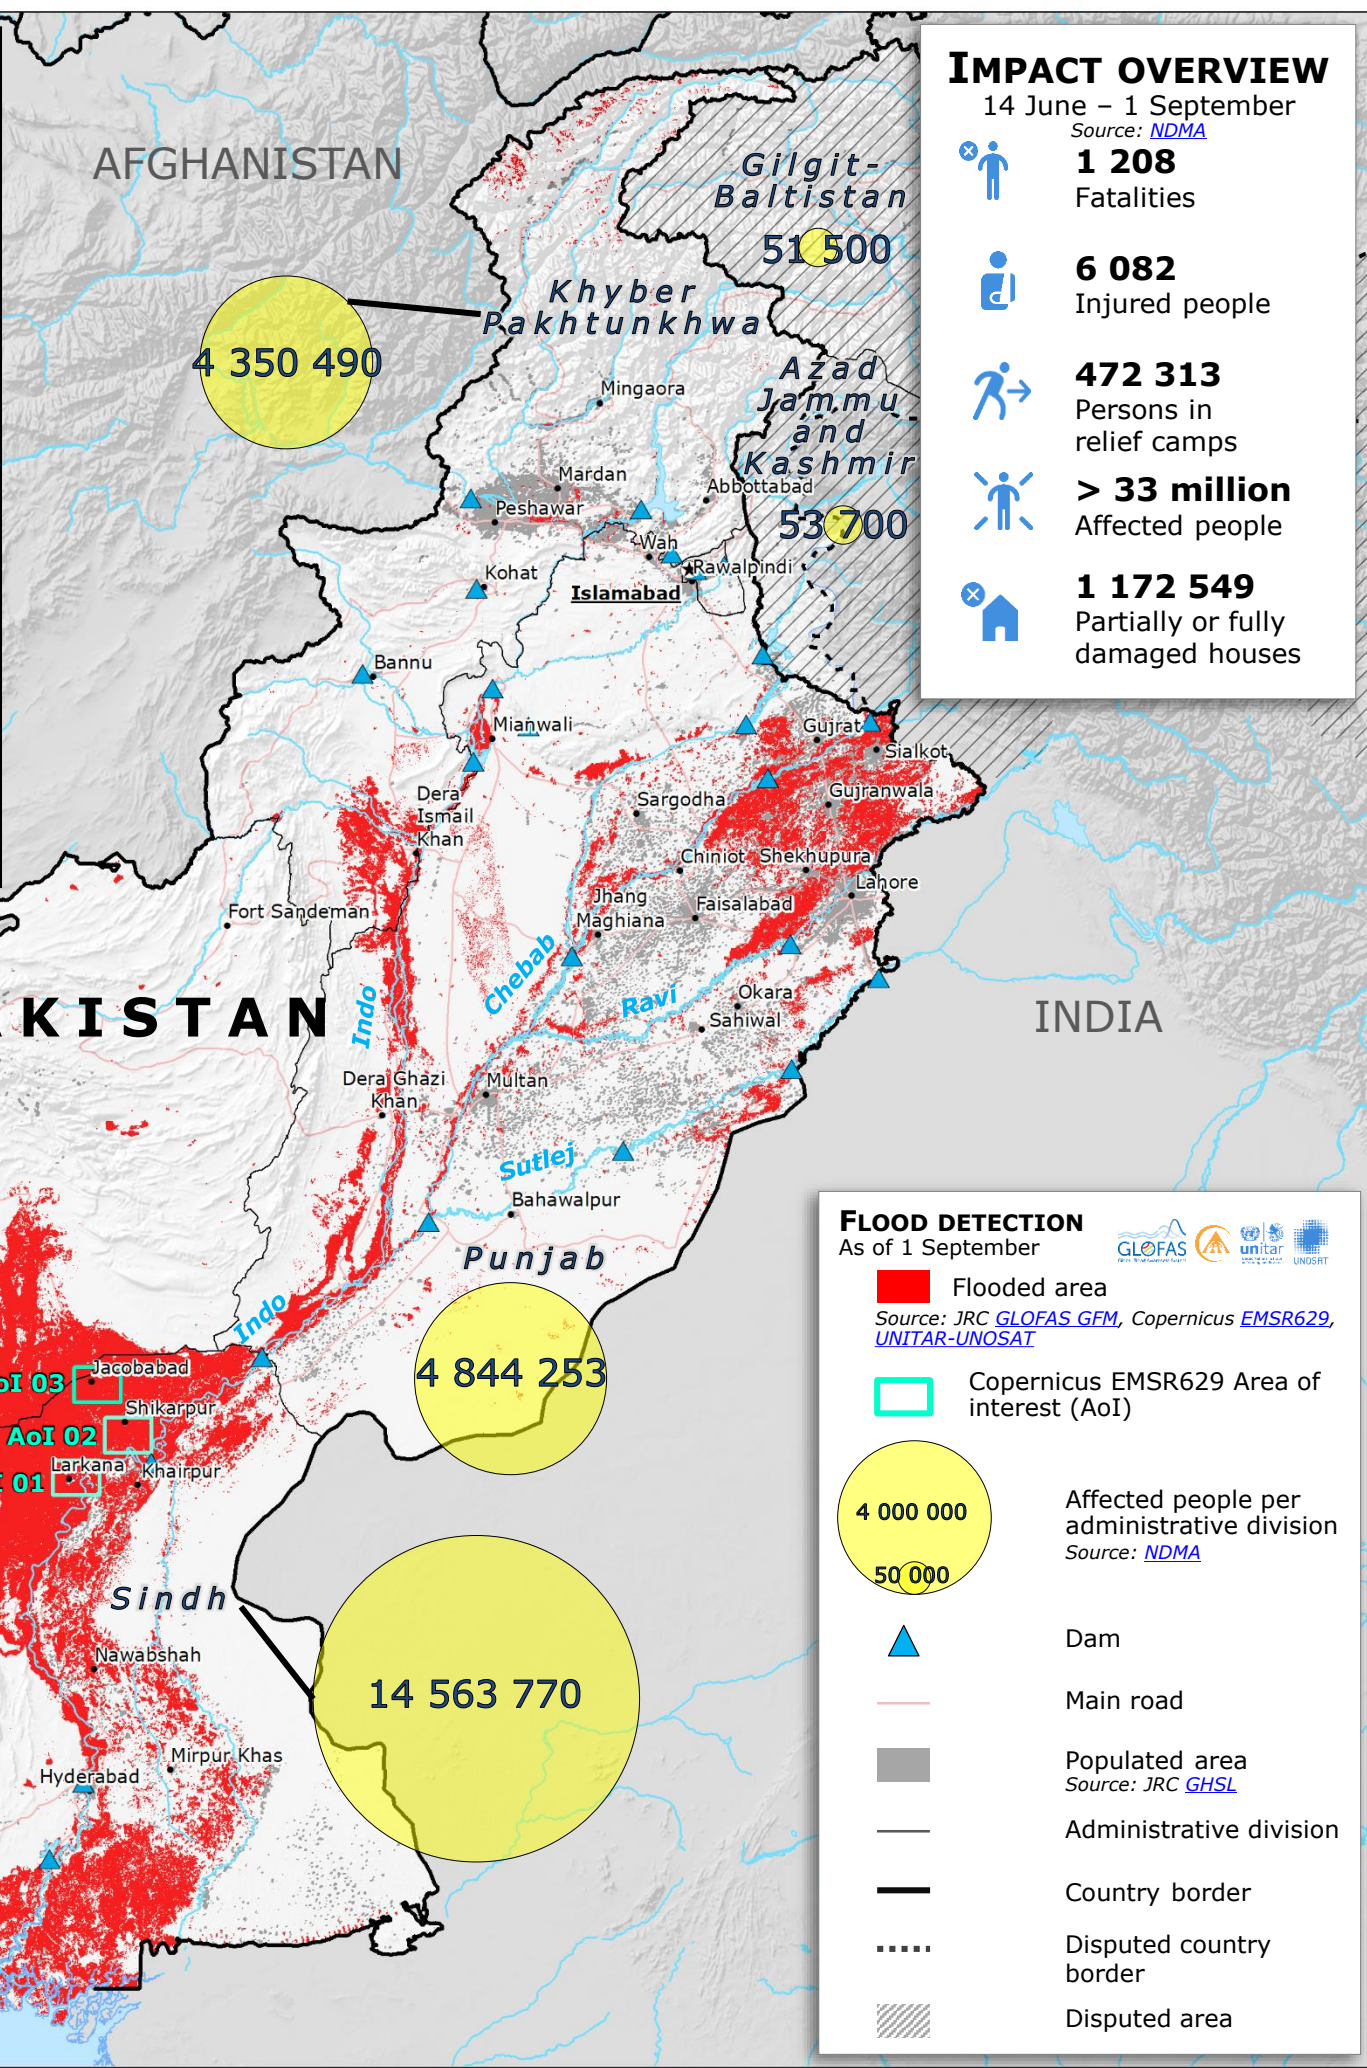 IMPACT OVERVIEW
14 June – 1 September
Source: NDMA
1 208
Fatalities
6 082
Injured people
472 313
Persons in
relief camps
> 33 million
Affected people
1 172 549
Partially or fully
damaged houses
AFGHANISTAN
Gilgit-
Baltistan
51 500
Khyber
Pakhtunkhwa
4 350 490
Azad
Jammu
and
Kashmir
53 700
Mingaora
Mardan
Abbottabad
Peshawar
Wah
Rawalpindi
Kohat
Islamabad
Bannu
Mianwali
Gujrat
Sialkot
Dera
Ismail
Khan
Sargodha
Gujranwala
Chiniot
Shekhupura
Lahore
Jhang
Maghiana
Faisalabad
Fort Sandeman
Chebab
Indo
Ravi
Okara
Sahiwal
KISTAN
INDIA
Dera Ghazi
Khan
Multan
Sutlej
Bahawalpur
Punjab
4 844 253
Indo
Jacobabad
oI 03
Shikarpur
AoI 02
Larkana
Khairpur
I 01
Sindh
14 563 770
Nawabshah
Mirpur Khas
Hyderabad
FLOOD DETECTION
As of 1 September
GLOFAS
unitar
UNOSAT
Flooded area
Source: JRC GLOFAS GFM, Copernicus EMSR629,
UNITAR-UNOSAT
Copernicus EMSR629 Area of
interest (AoI)
4 000 000
50 000
Affected people per
administrative division
Source: NDMA
Dam
Main road
Populated area
Source: JRC GHSL
Administrative division
Country border
Disputed country
border
Disputed area